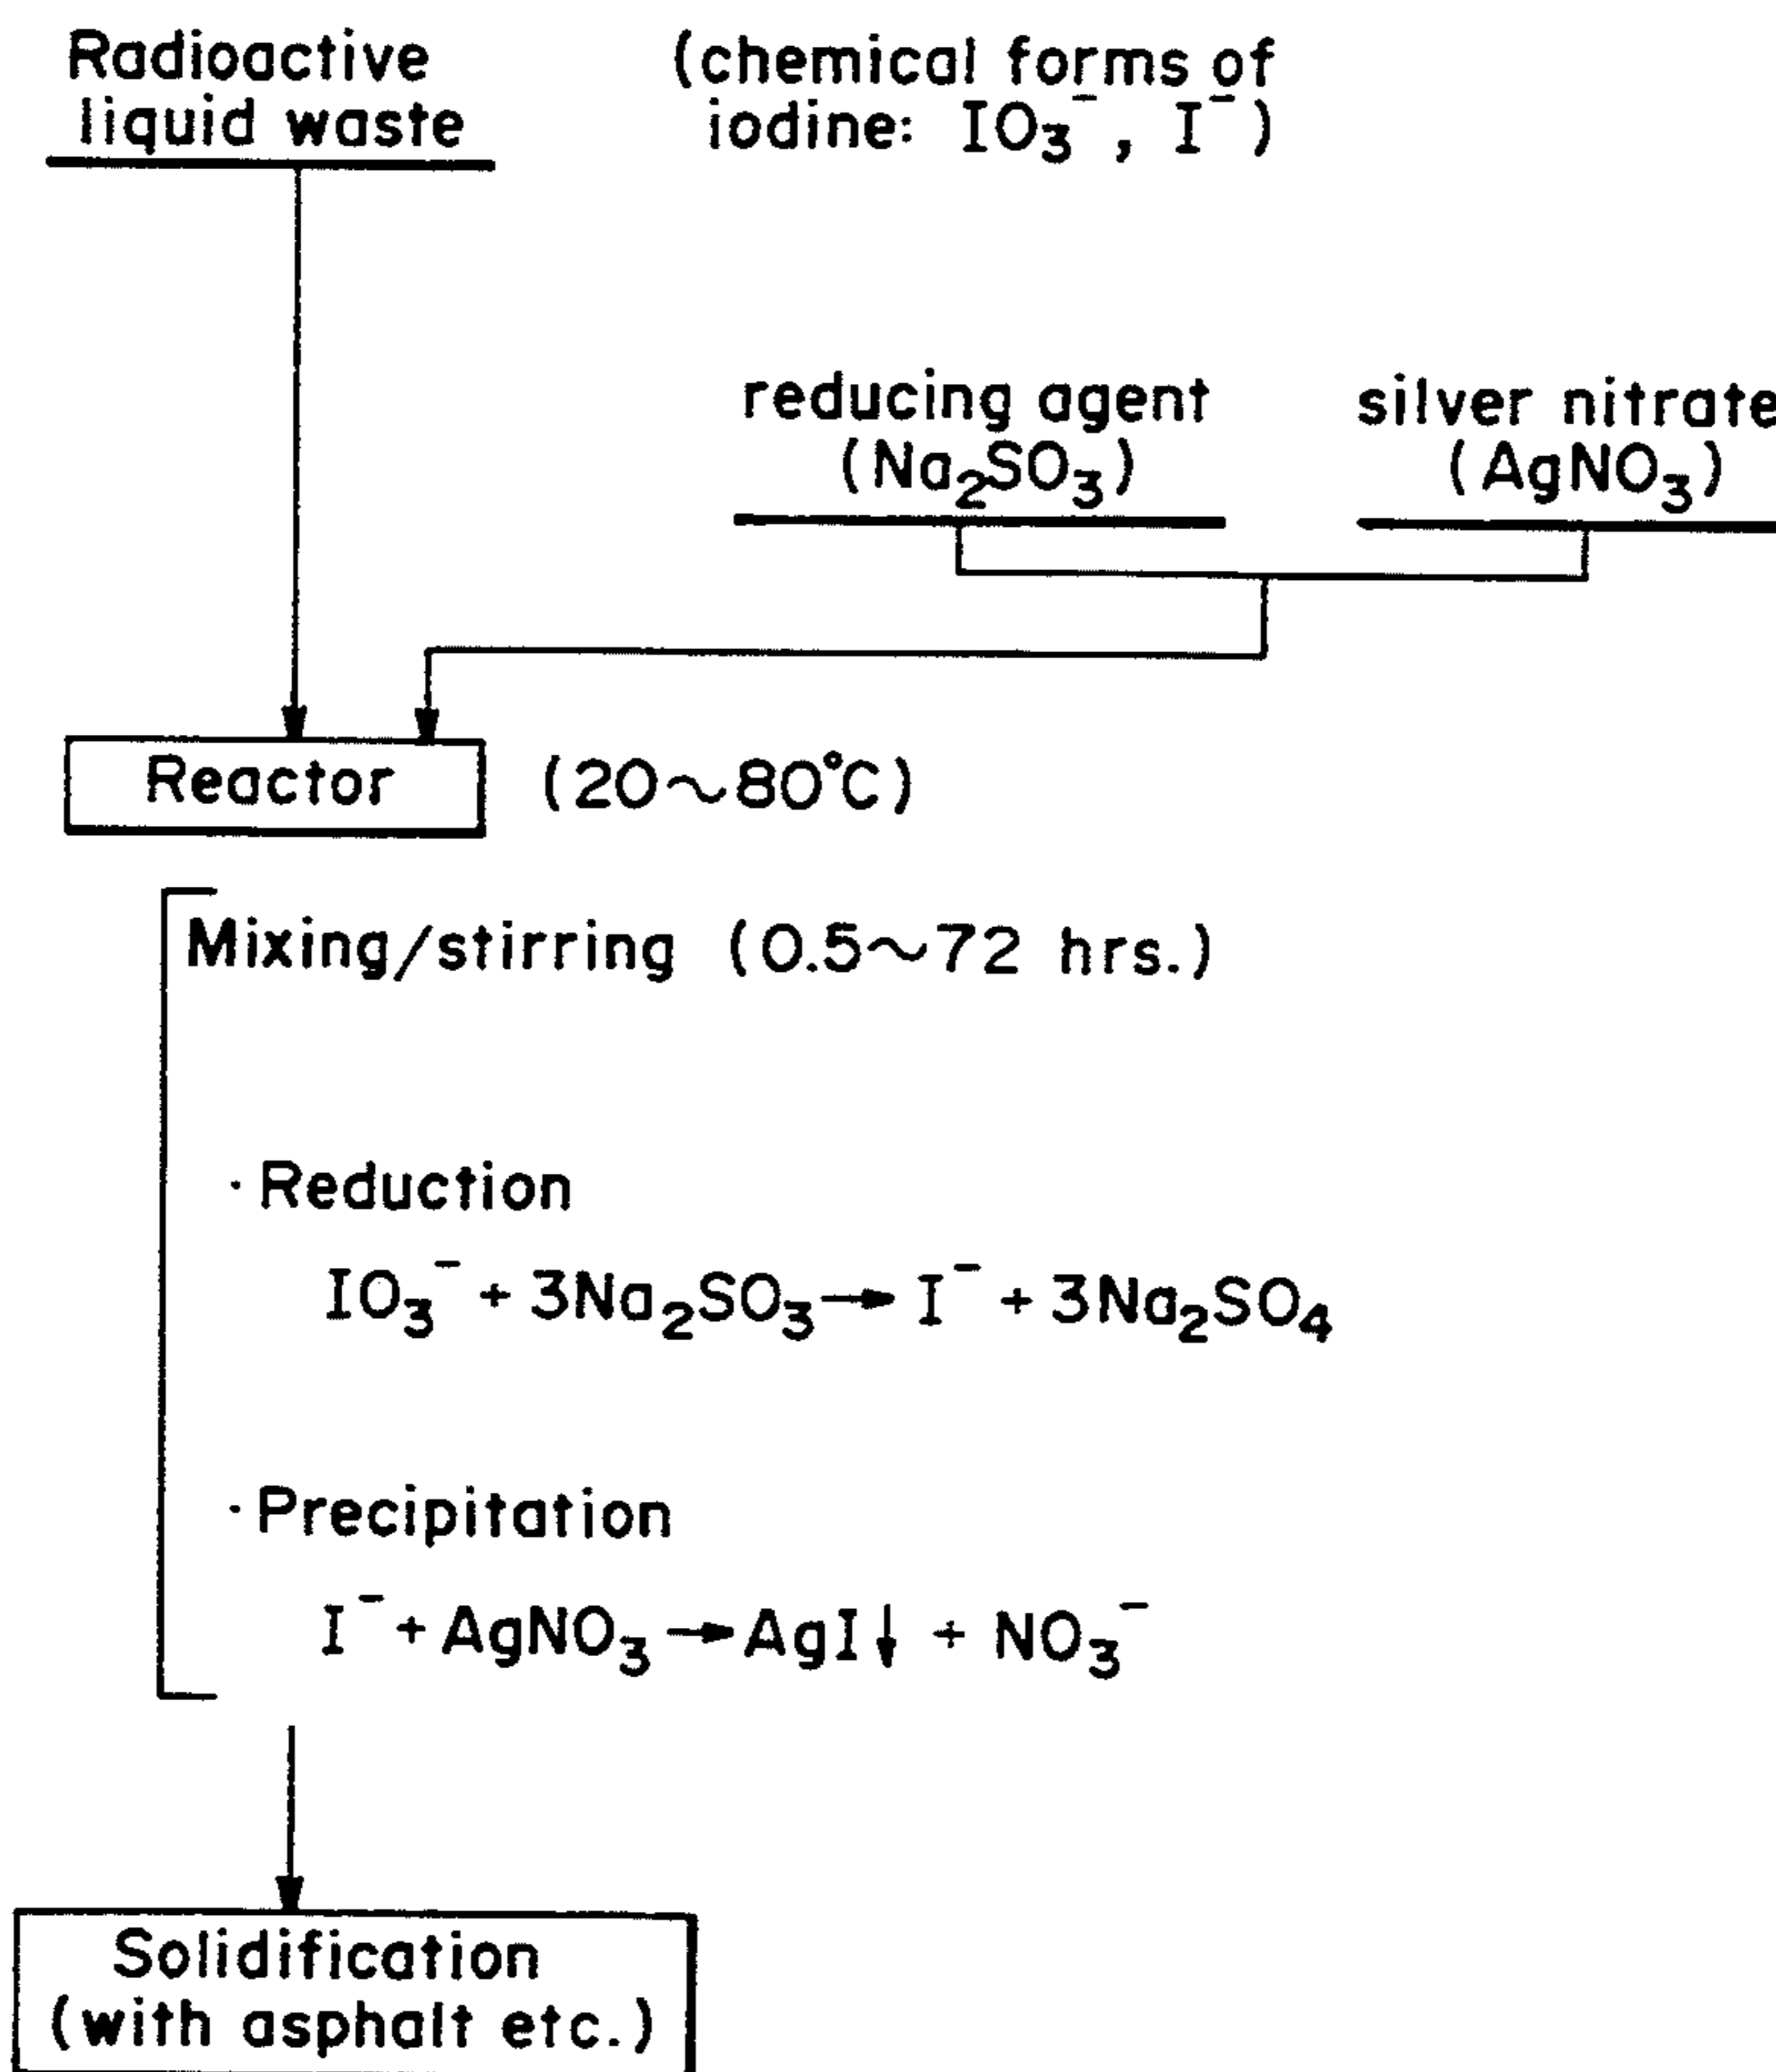 Radioactive
liquid waste
(chemical forms of
iodine: IO₃⁻, I⁻)
reducing agent
(Na₂SO₃)
silver nitrate
(AgNO₃)
Reactor
(20~80°C)
Mixing/stirring (0.5~72 hrs.)
·Reduction
IO₃⁻ + 3Na₂SO₃→I⁻ + 3Na₂SO₄
·Precipitation
I⁻ + AgNO₃→AgI↓ + NO₃⁻
Solidification
(with asphalt etc.)